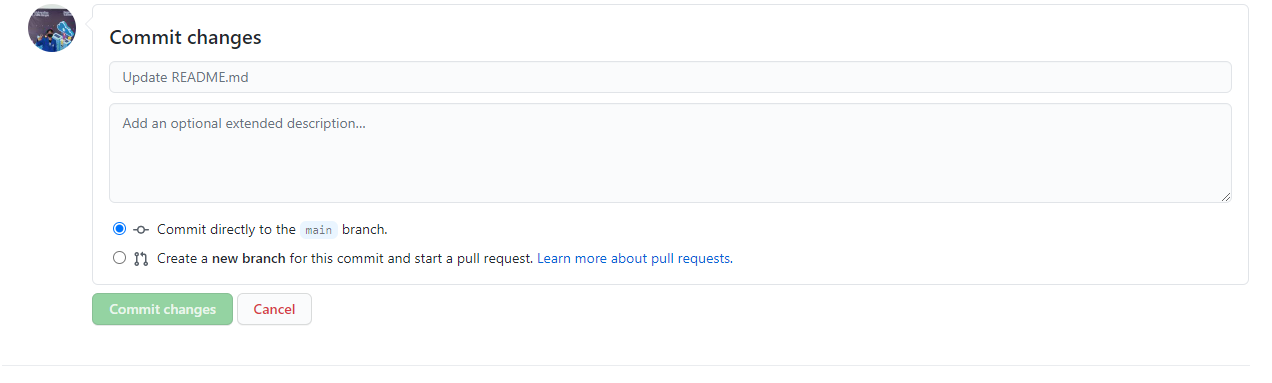 Commit changes
Update README.md
Add an optional extended description...
Commit directly to the main branch.
Create a new branch for this commit and start a pull request. Learn more about pull requests.
Commit changes Cancel